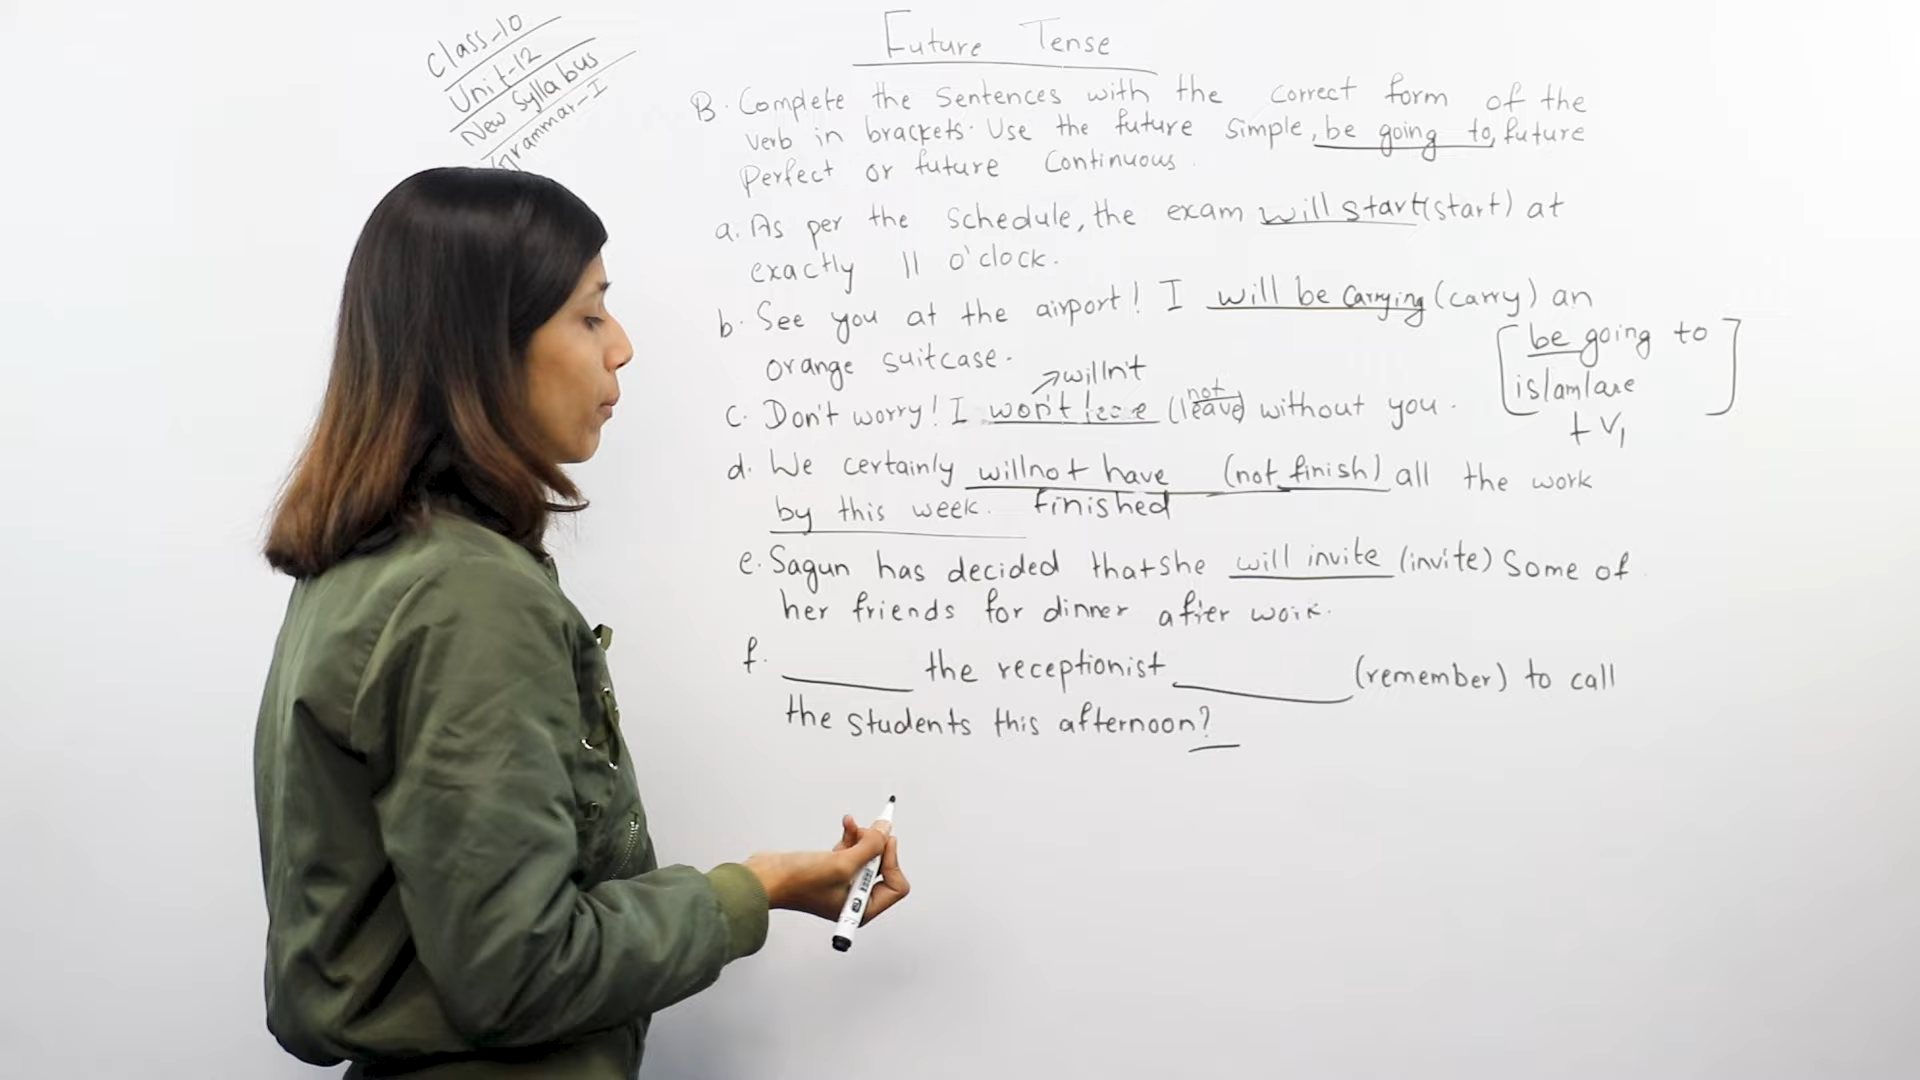 Class-10
Unit-12
New Syllabus
Grammar-I
Future Tense
B. Complete the Sentences with the correct form of the
verb in brackets. Use the future simple, be going to, future
perfect or future continuous.
a. As per the schedule, the exam will start (start) at
exactly 11 o'clock.
b. See you at the airport! I will be carrying (carry) an
orange suitcase.
willn't
c. Don't worry! I won't leave (not leave) without you.
be going to
is/am/are
+ V1
d. We certainly will not have (not finish) all the work
by this week. finished
e. Sagun has decided that she will invite (invite) Some of
her friends for dinner after work.
f. ______ the receptionist ______ (remember) to call
the students this afternoon?